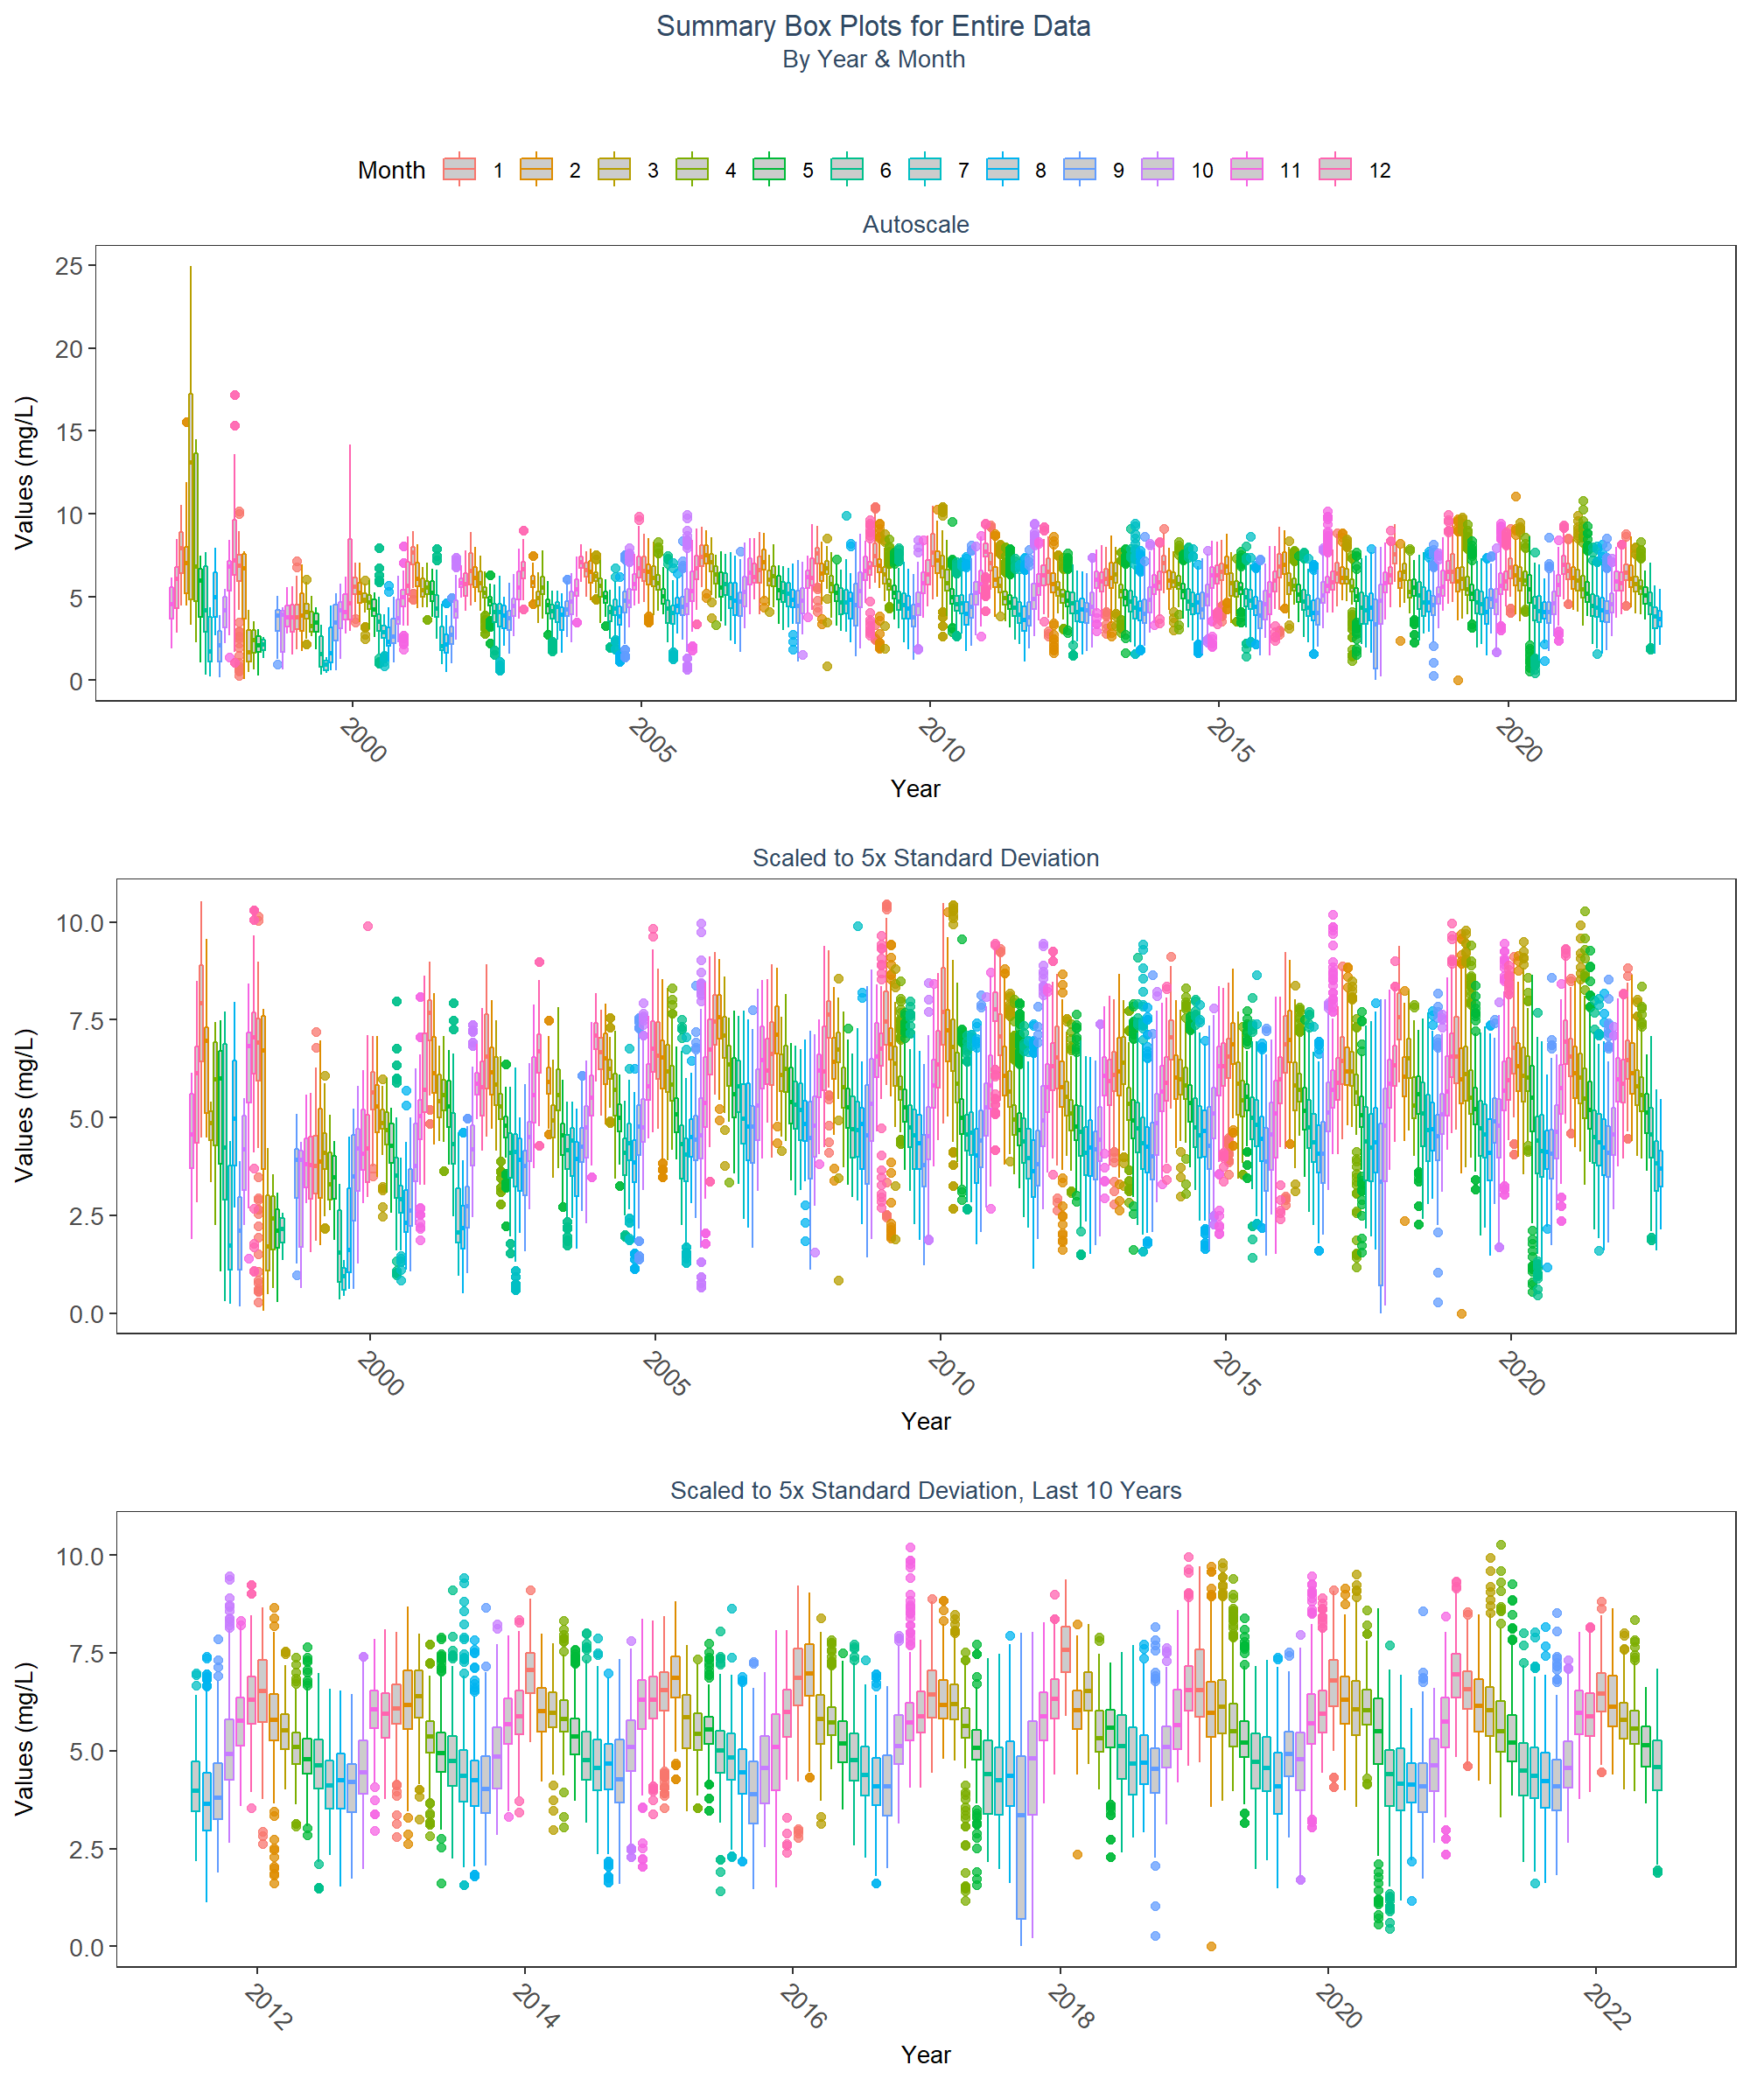 Summary Box Plots for Entire Data
By Year & Month
Month 1 2 3 4 5 6 7 8 9 10 11 12
Autoscale
Values (mg/L)
25
20
15
10
5
0
2000 2005 2010 2015 2020
Year
Scaled to 5x Standard Deviation
Values (mg/L)
10.0
7.5
5.0
2.5
0.0
2000 2005 2010 2015 2020
Year
Scaled to 5x Standard Deviation, Last 10 Years
Values (mg/L)
10.0
7.5
5.0
2.5
0.0
2012 2014 2016 2018 2020 2022
Year